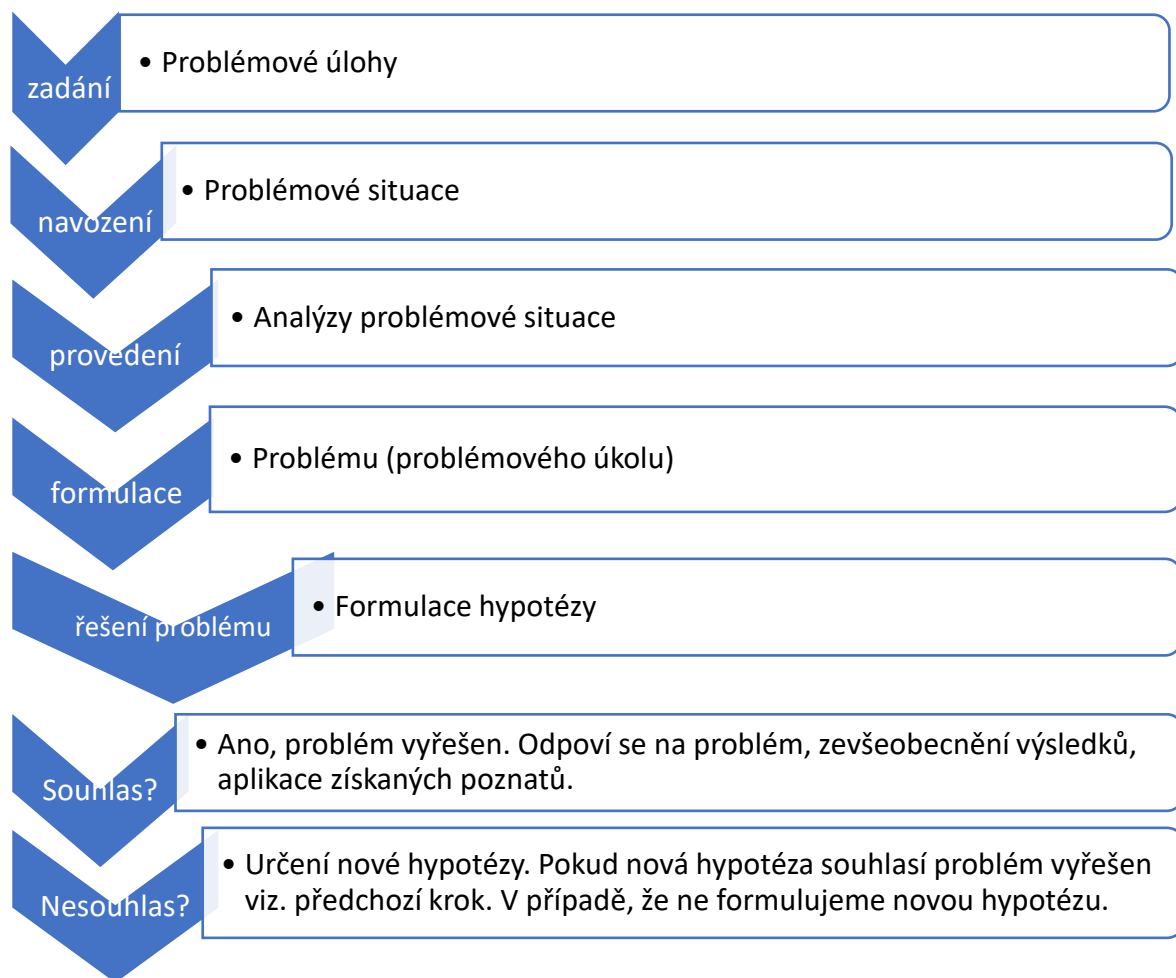 zadání
• Problémové úlohy
navození
• Problémové situace
provedení
• Analýzy problémové situace
formulace
• Problému (problémového úkolu)
řešení problému
• Formulace hypotézy
Souhlas?
• Ano, problém vyřešen. Odpoví se na problém, zevšeobecnění výsledků,
aplikace získaných poznatů.
Nesouhlas?
• Určení nové hypotézy. Pokud nová hypotéza souhlasí problém vyřešen
viz. předchozí krok. V případě, že ne formulujeme novou hypotézu.